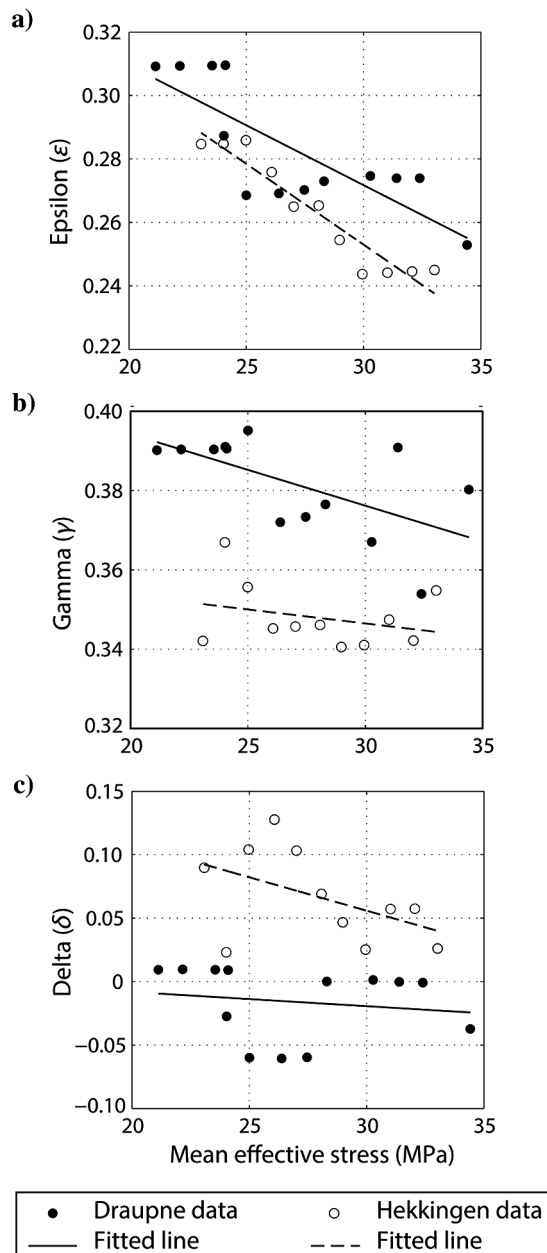 a)
0.32
0.30
0.28
0.26
0.24
0.22
Epsilon (ε)
20 25 30 35
b)
0.40
0.38
0.36
0.34
0.32
Gamma (γ)
20 25 30 35
c)
0.15
0.10
0.05
0
−0.05
−0.10
Delta (δ)
20 25 30 35
Mean effective stress (MPa)
Draupne data Hekkingen data
Fitted line Fitted line